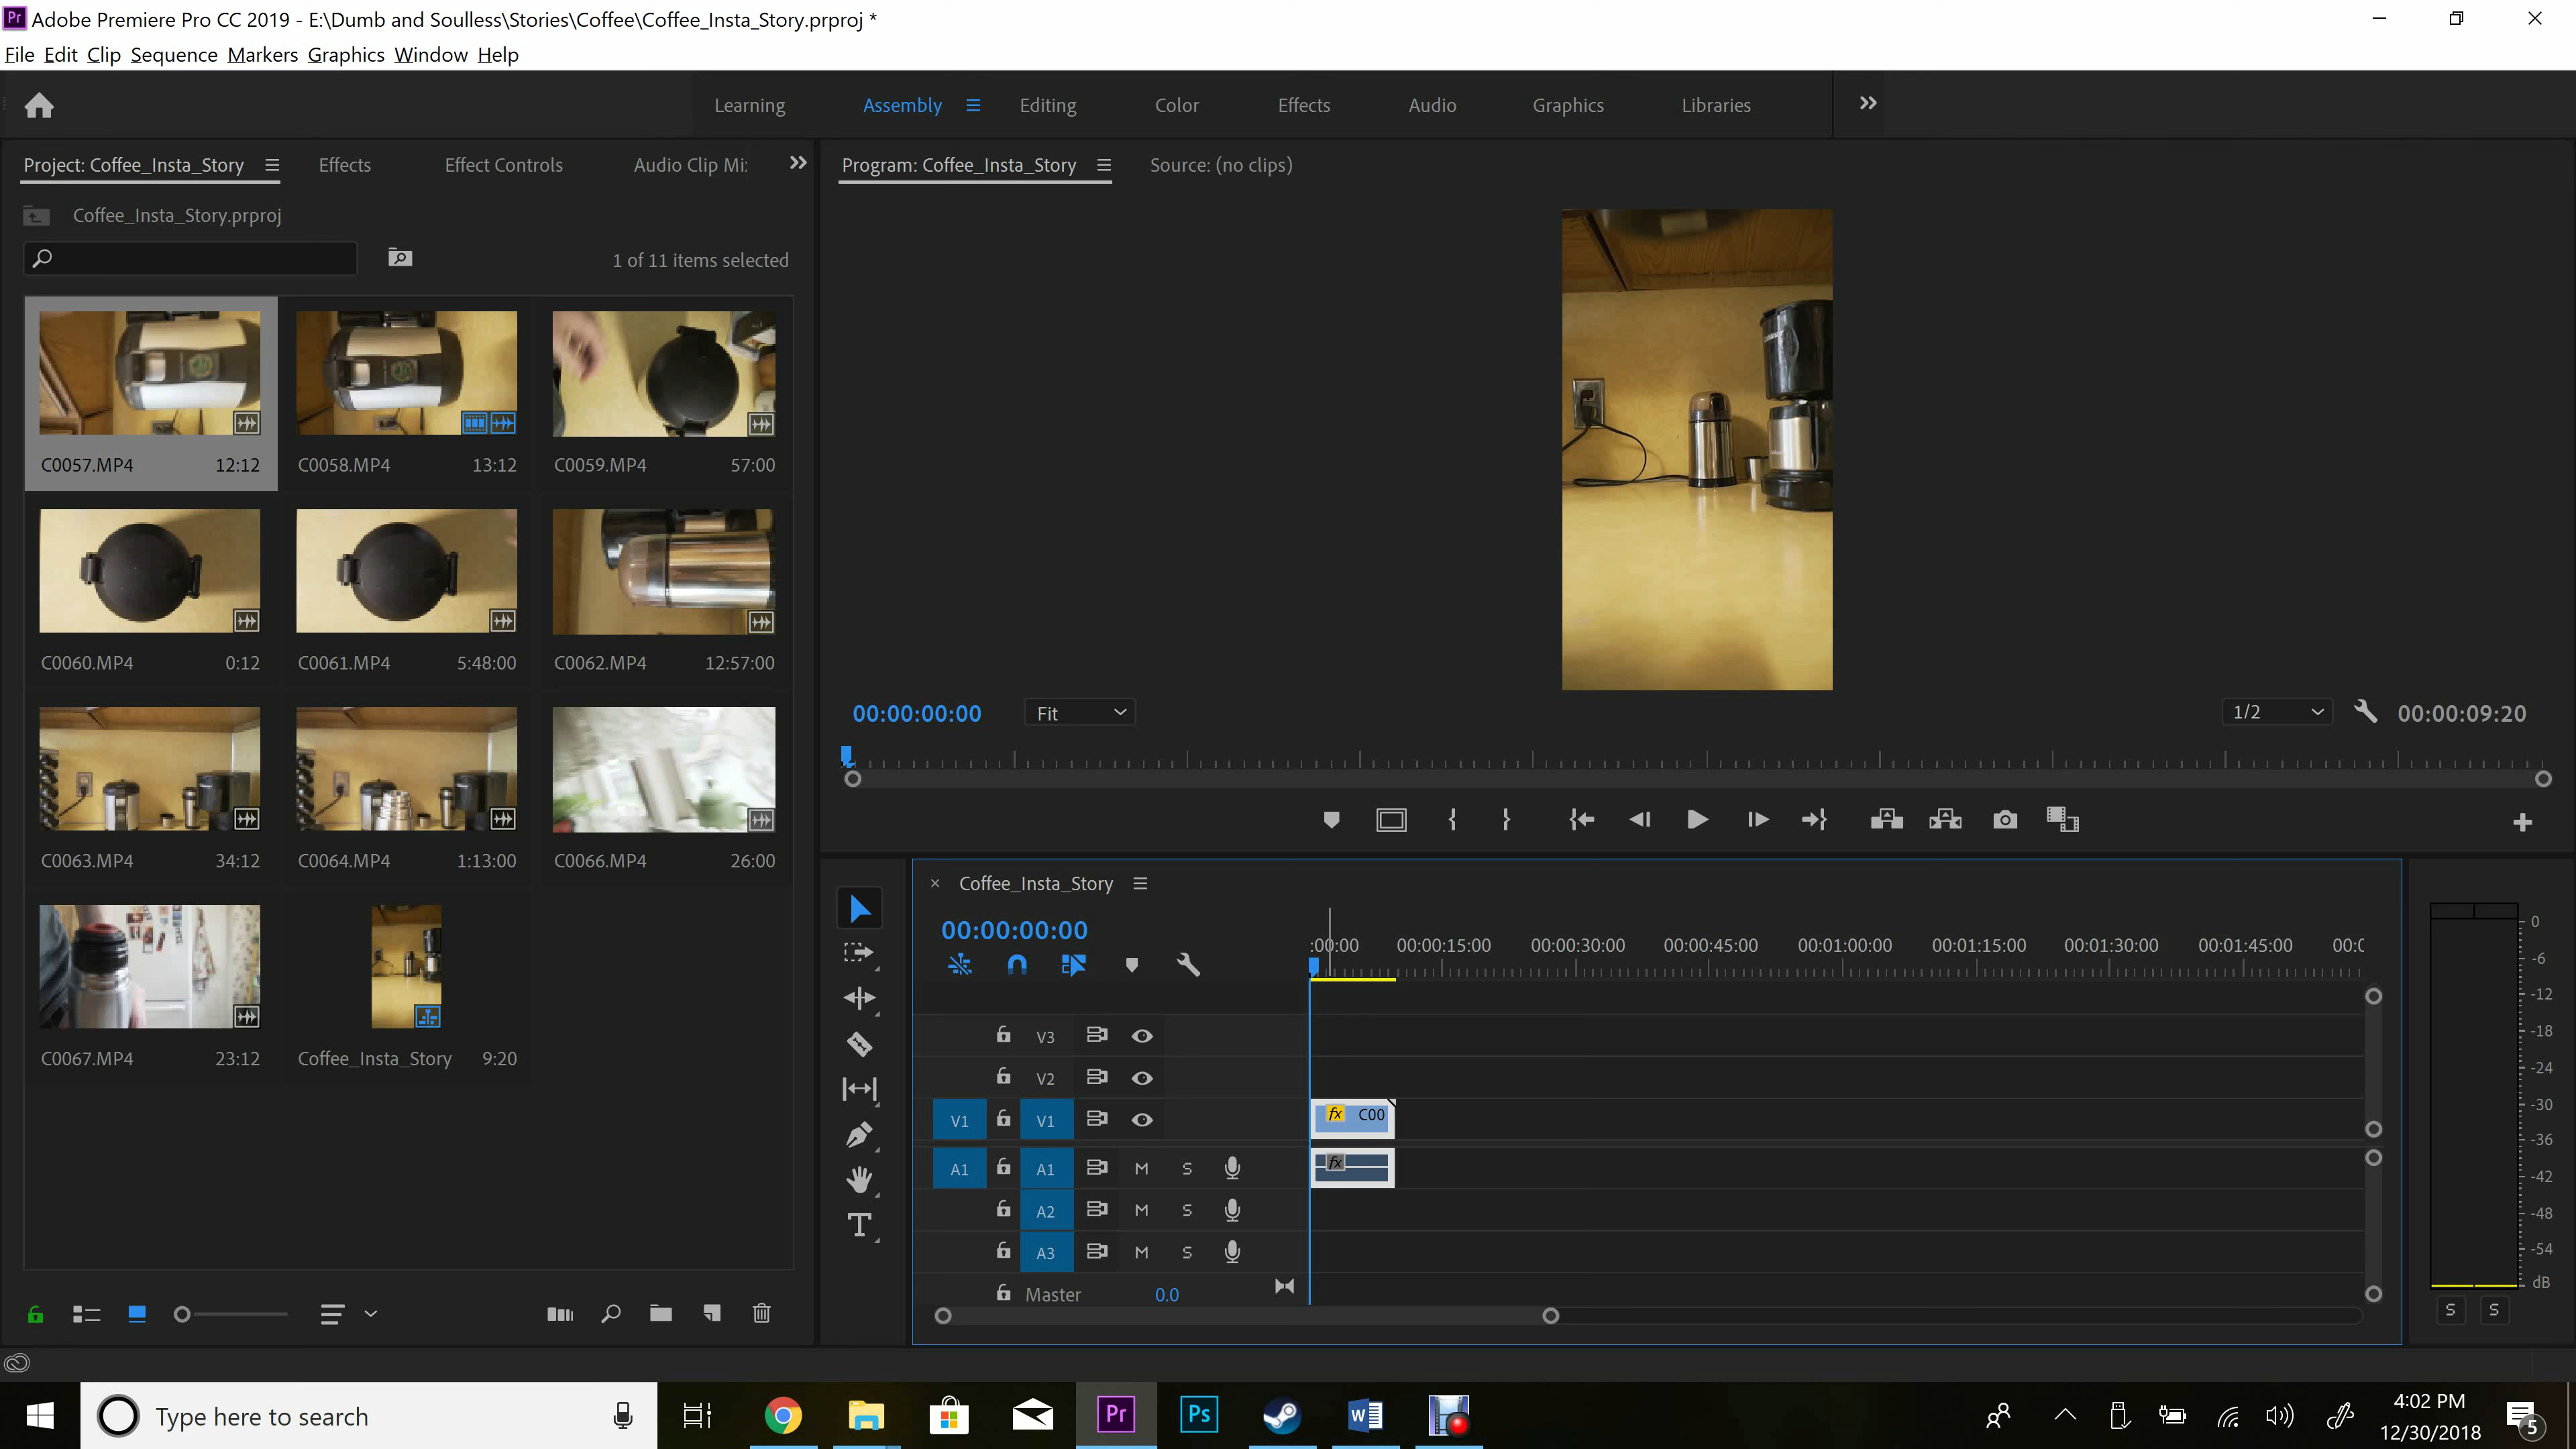 Pr Adobe Premiere Pro CC 2019 - E:\Dumb and Soulless\Stories\Coffee\Coffee_Insta_Story.prproj *
File Edit Clip Sequence Markers Graphics Window Help
Learning Assembly Editing Color Effects Audio Graphics Libraries
Project: Coffee_Insta_Story Effects Effect Controls Audio Clip Mi
Program: Coffee_Insta_Story Source: (no clips)
Coffee_Insta_Story.prproj
1 of 11 items selected
C0057.MP4 12:12 C0058.MP4 13:12 C0059.MP4 57:00
C0060.MP4 0:12 C0061.MP4 5:48:00 C0062.MP4 12:57:00
C0063.MP4 34:12 C0064.MP4 1:13:00 C0066.MP4 26:00
C0067.MP4 23:12 Coffee_Insta_Story 9:20
00:00:00:00 Fit 1/2 00:00:09:20
Coffee_Insta_Story
00:00:00:00
:00:00 00:00:15:00 00:00:30:00 00:00:45:00 00:01:00:00 00:01:15:00 00:01:30:00 00:01:45:00 00:0
V3
V2
V1 V1 fx C00
A1 A1 M S fx
A2 M S
A3 M S
Master 0.0
0
-6
-12
-18
-24
-30
-36
-42
-48
-54
dB
S S
T
Type here to search
Pr Ps W
4:02 PM
12/30/2018
5